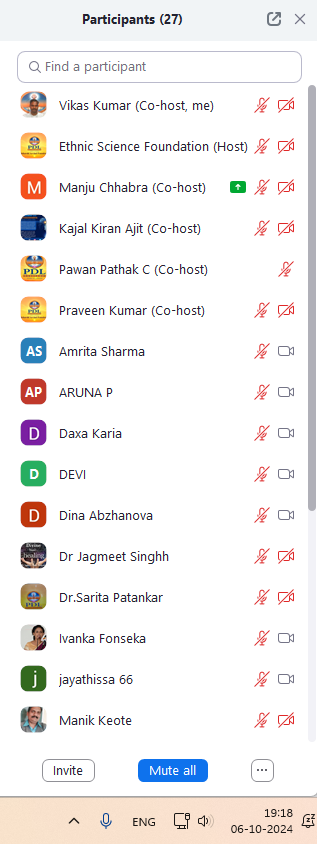 Participants (27)
Find a participant
Vikas Kumar (Co-host, me)
Ethnic Science Foundation (Host)
M Manju Chhabra (Co-host)
Kajal Kiran Ajit (Co-host)
PDL Pawan Pathak C (Co-host)
Praveen Kumar (Co-host)
AS Amrita Sharma
AP ARUNA P
D Daxa Karia
D DEVI
D Dina Abzhanova
healing Dr Jagmeet Singhh
Dr.Sarita Patankar
Ivanka Fonseka
j jayathissa 66
Manik Keote
Invite Mute all ...
ENG 19:18
06-10-2024